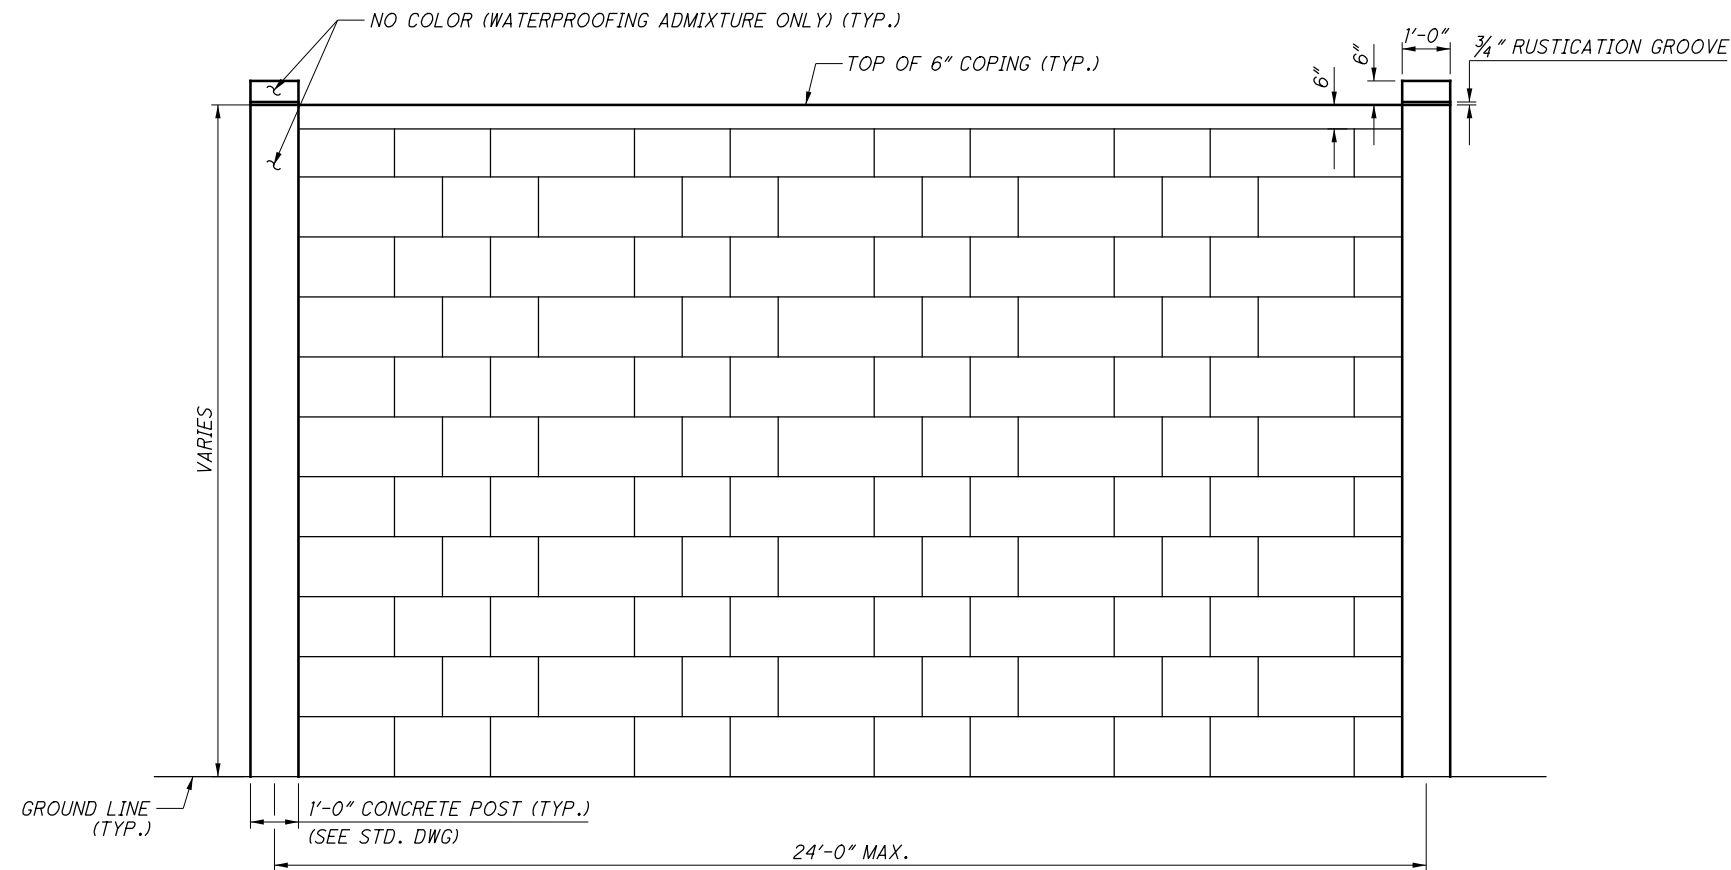 NO COLOR (WATERPROOFING ADMIXTURE ONLY) (TYP.)
TOP OF 6" COPING (TYP.)
6"
6"
1'-0"
3/4" RUSTICATION GROOVE
VARIES
GROUND LINE
(TYP.)
1'-0" CONCRETE POST (TYP.)
(SEE STD. DWG)
24'-0" MAX.